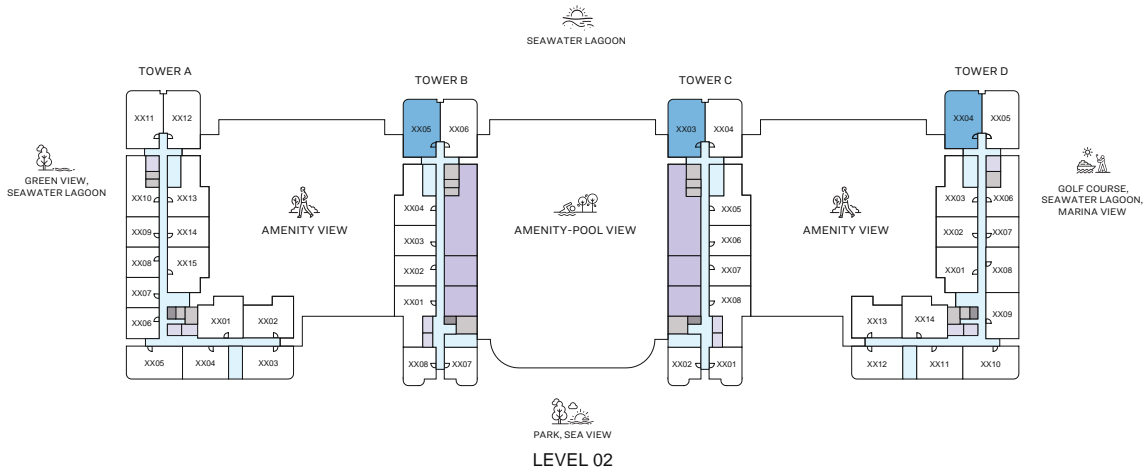 SEAWATER LAGOON
TOWER A
TOWER B
TOWER C
TOWER D
XX11
XX12
XX05
XX06
XX03
XX04
XX04
XX05
GREEN VIEW,
SEAWATER LAGOON
GOLF COURSE,
SEAWATER LAGOON,
MARINA VIEW
XX10
XX13
XX04
XX05
XX03
XX06
AMENITY VIEW
AMENITY-POOL VIEW
AMENITY VIEW
XX09
XX14
XX03
XX06
XX02
XX07
XX08
XX15
XX02
XX07
XX01
XX08
XX07
XX01
XX08
XX06
XX01
XX02
XX13
XX14
XX09
XX05
XX04
XX03
XX08
XX07
XX02
XX01
XX12
XX11
XX10
PARK, SEA VIEW
LEVEL 02